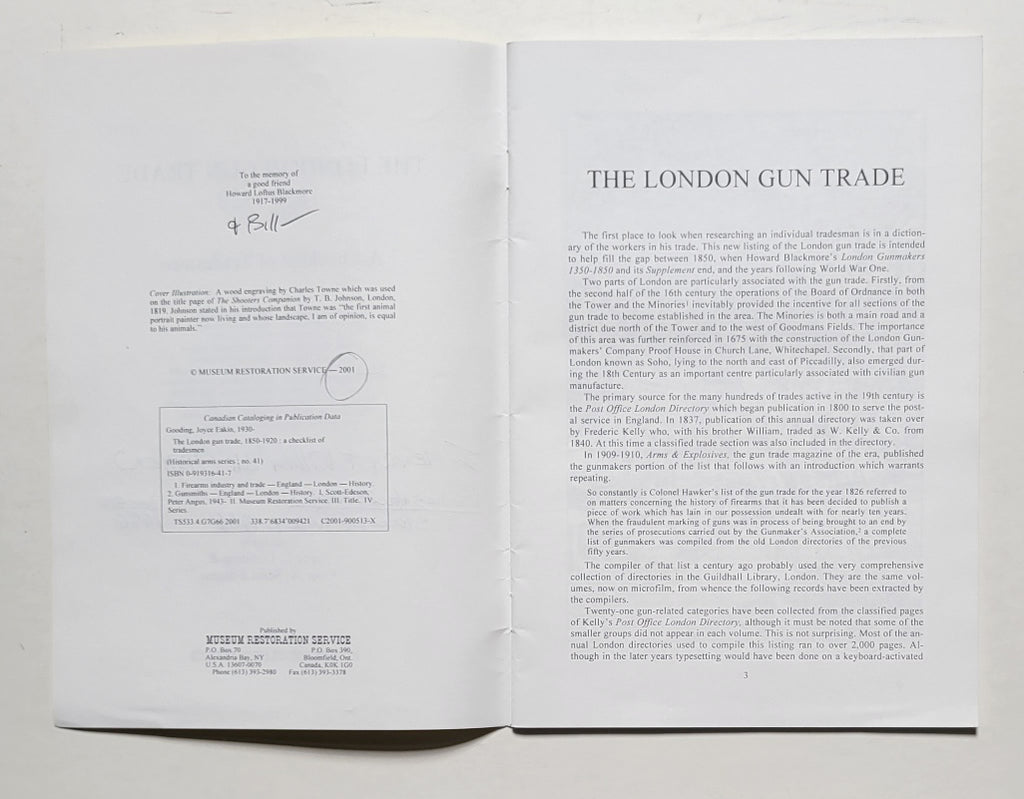 To the memory of
a good friend
Howard Loftus Blackmore
1917-1999
& Bill
Cover Illustration: A wood engraving by Charles Towne which was used
on the title page of The Shooters Companion by T. B. Johnson, London,
1819. Johnson stated in his introduction that Towne was "the first animal
portrait painter now living and whose landscape, I am of opinion, is equal
to his animals."
© MUSEUM RESTORATION SERVICE — 2001
Canadian Cataloging in Publication Data
Gooding, Joyce Eakin, 1930-
The London gun trade, 1850-1920 : a checklist of
tradesmen
(Historical arms series ; no. 41)
ISBN 0-919316-41-7
1. Firearms industry and trade — England — London — History.
2. Gunsmiths — England — London — History. I. Scott-Edeson,
Peter Angus, 1943- II. Museum Restoration Service III. Title. IV.
Series.
TS533.4.G7G66 2001 338.7'6834'009421 C2001-900513-X
Published by
MUSEUM RESTORATION SERVICE
P.O. Box 70 P.O. Box 390,
Alexandria Bay, NY Bloomfield, Ont.
U.S.A. 13607-0070 Canada, K0K 1G0
Phone (613) 393-2980 Fax (613) 393-3378
THE LONDON GUN TRADE
The first place to look when researching an individual tradesman is in a diction-
ary of the workers in his trade. This new listing of the London gun trade is intended
to help fill the gap between 1850, when Howard Blackmore's London Gunmakers
1350-1850 and its Supplement end, and the years following World War One.
Two parts of London are particularly associated with the gun trade. Firstly, from
the second half of the 16th century the operations of the Board of Ordnance in both
the Tower and the Minories¹ inevitably provided the incentive for all sections of the
gun trade to become established in the area. The Minories is both a main road and a
district due north of the Tower and to the west of Goodmans Fields. The importance
of this area was further reinforced in 1675 with the construction of the London Gun-
makers' Company Proof House in Church Lane, Whitechapel. Secondly, that part of
London known as Soho, lying to the north and east of Piccadilly, also emerged dur-
ing the 18th Century as an important centre particularly associated with civilian gun
manufacture.
The primary source for the many hundreds of trades active in the 19th century is
the Post Office London Directory which began publication in 1800 to serve the post-
al service in England. In 1837, publication of this annual directory was taken over
by Frederic Kelly who, with his brother William, traded as W. Kelly & Co. from
1840. At this time a classified trade section was also included in the directory.
In 1909-1910, Arms & Explosives, the gun trade magazine of the era, published
the gunmakers portion of the list that follows with an introduction which warrants
repeating.
So constantly is Colonel Hawker's list of the gun trade for the year 1826 referred to
on matters concerning the history of firearms that it has been decided to publish a
piece of work which has lain in our possession undealt with for nearly ten years.
When the fraudulent marking of guns was in process of being brought to an end by
the series of prosecutions carried out by the Gunmaker's Association,² a complete
list of gunmakers was compiled from the old London directories of the previous
fifty years.
The compiler of that list a century ago probably used the very comprehensive
collection of directories in the Guildhall Library, London. They are the same vol-
umes, now on microfilm, from whence the following records have been extracted by
the compilers.
Twenty-one gun-related categories have been collected from the classified pages
of Kelly's Post Office London Directory, although it must be noted that some of the
smaller groups did not appear in each volume. This is not surprising. Most of the an-
nual London directories used to compile this listing ran to over 2,000 pages. Al-
though in the later years typesetting would have been done on a keyboard-activated
3